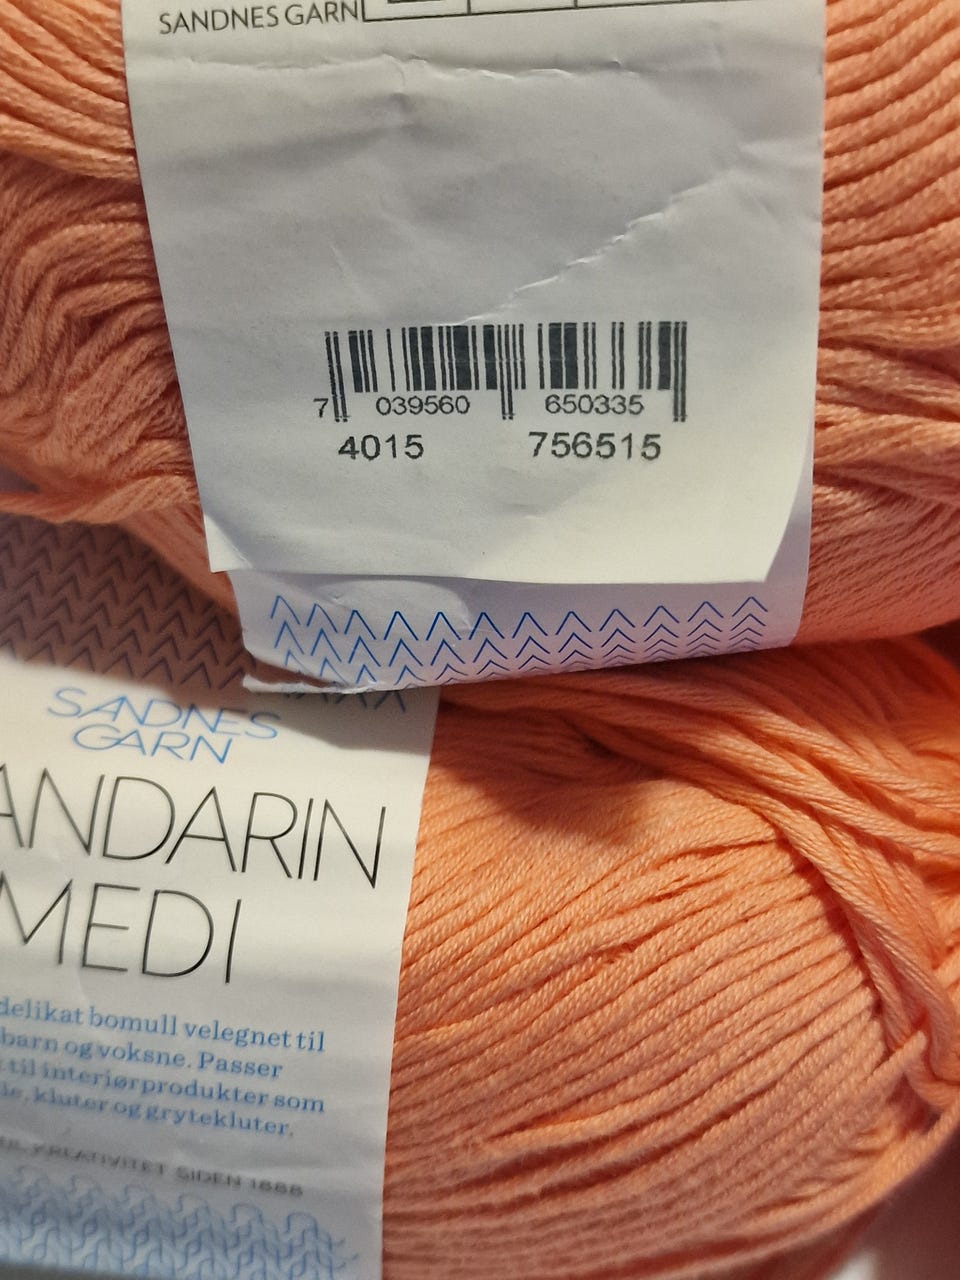 SANDNES GARN
7 039560 650335
4015 756515
SANDNES
GARN
ANDARIN
MEDI
delikat bomull velegnet til
barn og voksne. Passer
til interiørprodukter som
kluter og grytekluter.
KREATIVITET SIDEN 1888